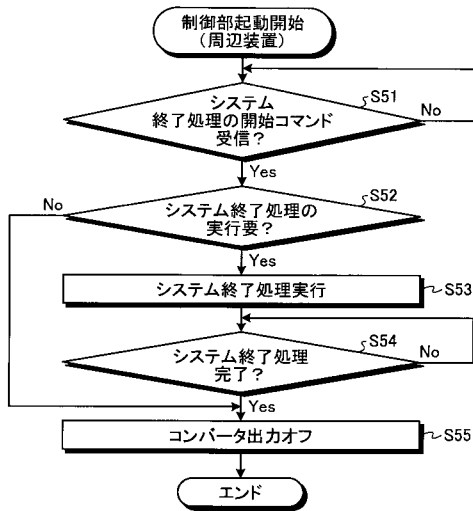 制御部起動開始
(周辺装置)
システム
終了処理の開始コマンド
受信?
S51
No
Yes
システム終了処理の
実行要?
S52
No
Yes
システム終了処理実行
S53
システム終了処理
完了?
S54
No
Yes
コンバータ出力オフ
S55
エンド